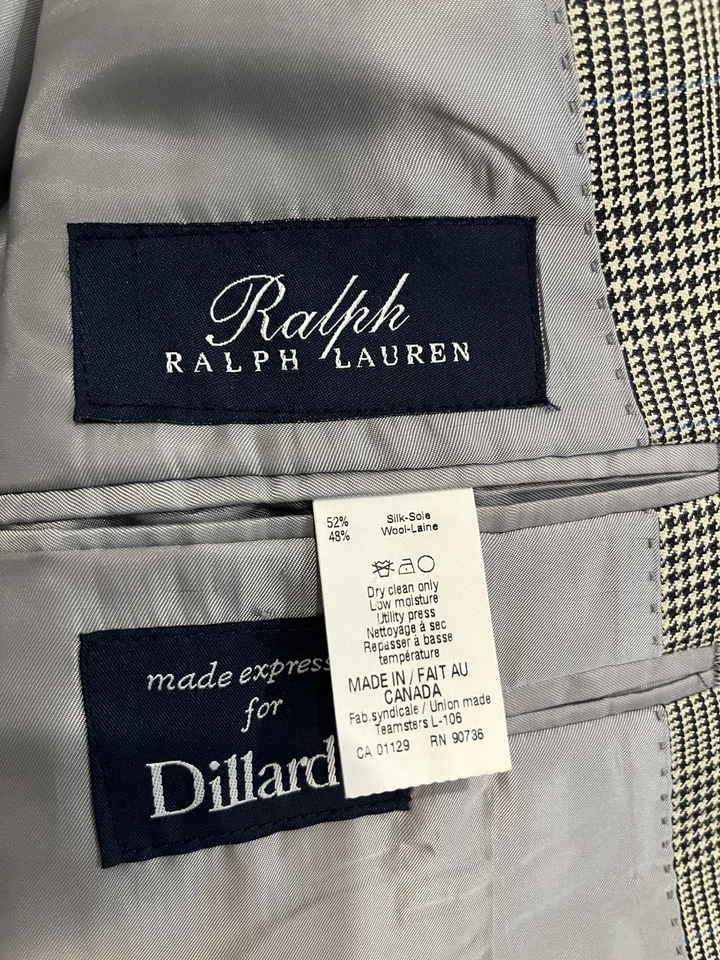 Ralph
RALPH LAUREN
52% Silk-Soie
48% Wool-Laine
Dry clean only
Low moisture
Utility press
Nettoyage à sec
Repasser à basse
température
MADE IN / FAIT AU
CANADA
Fab.syndicale / Union made
Teamsters L-106
CA 01129 RN 90736
made express
for
Dillard